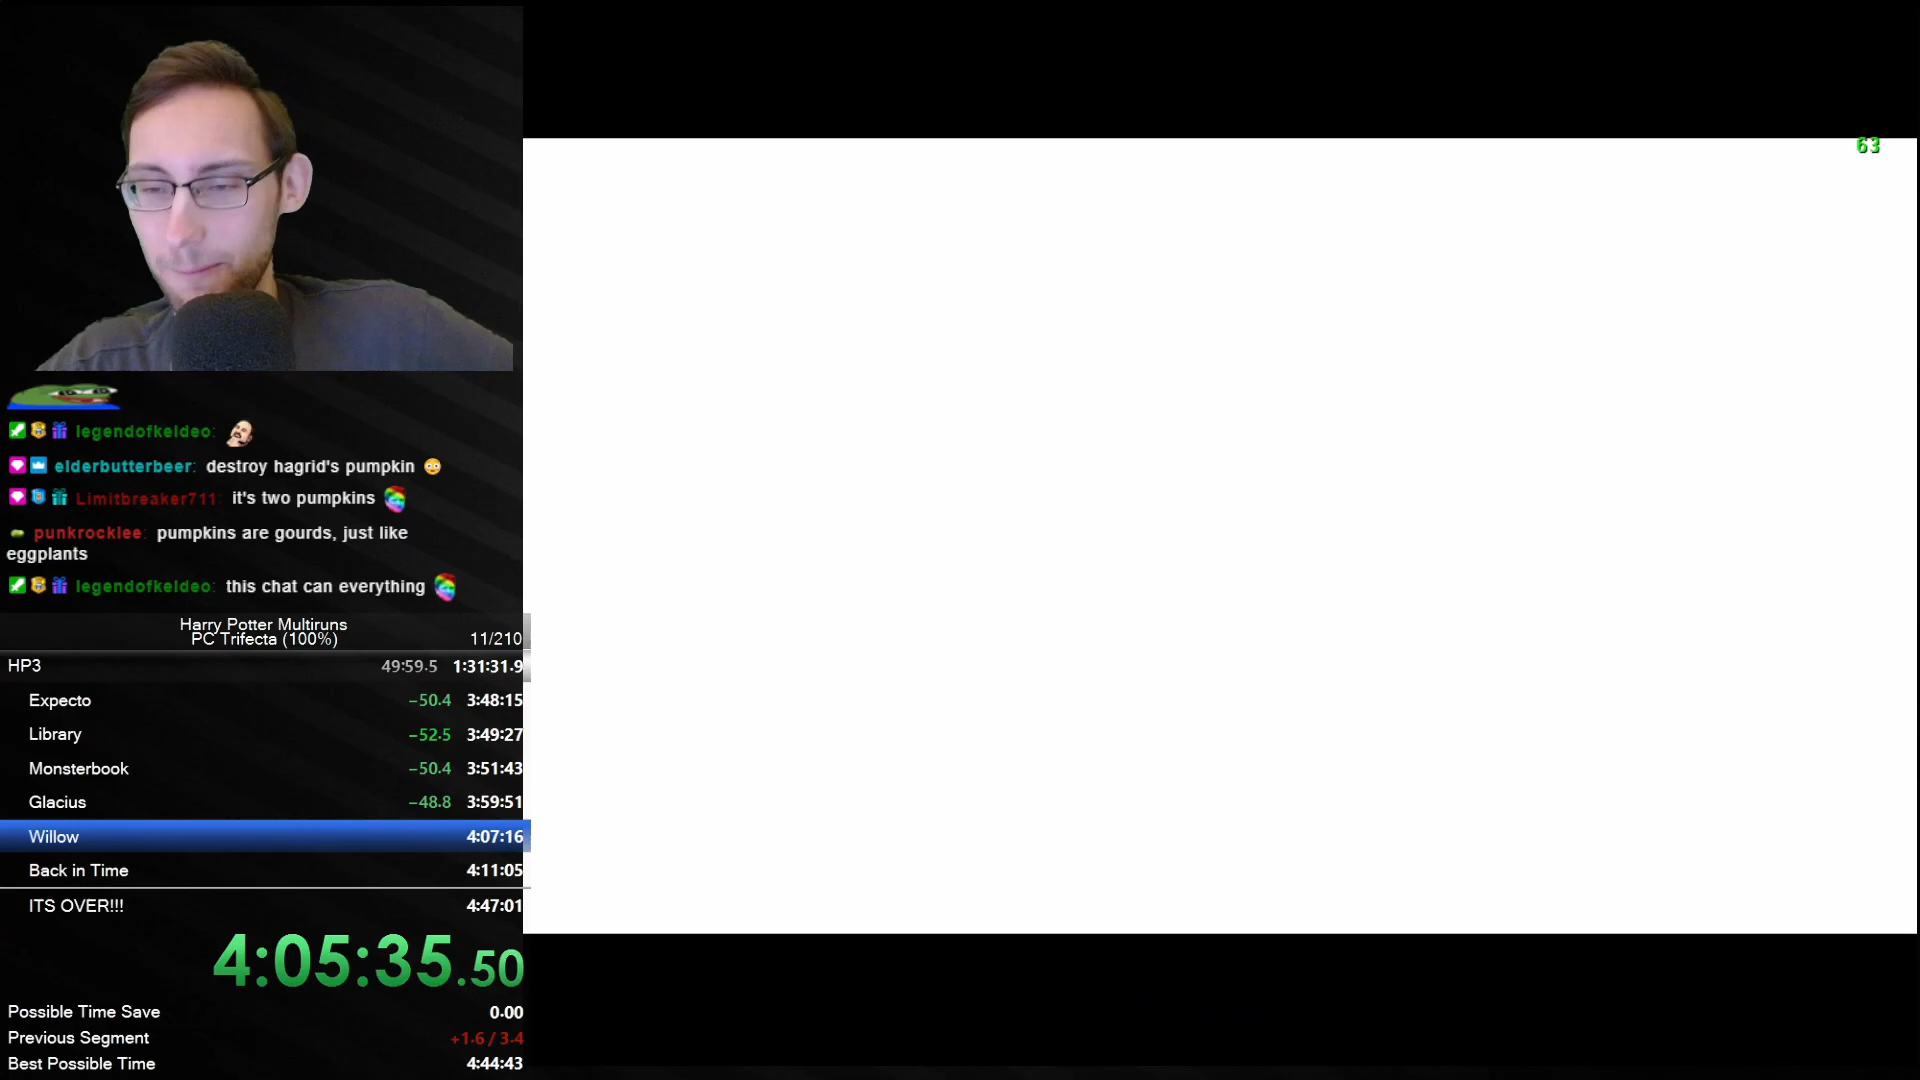 63
legendofkeldeo:
elderbutterbeer: destroy hagrid's pumpkin
Limitbreaker711: it's two pumpkins
punkrocklee: pumpkins are gourds, just like
eggplants
legendofkeldeo: this chat can everything
Harry Potter Multiruns
PC Trifecta (100%) 11/210
HP3 49:59.5 1:31:31.9
Expecto −50.4 3:48:15
Library −52.5 3:49:27
Monsterbook −50.4 3:51:43
Glacius −48.8 3:59:51
Willow 4:07:16
Back in Time 4:11:05
ITS OVER!!! 4:47:01
4:05:35.50
Possible Time Save 0.00
Previous Segment +1.6 / 3.4
Best Possible Time 4:44:43